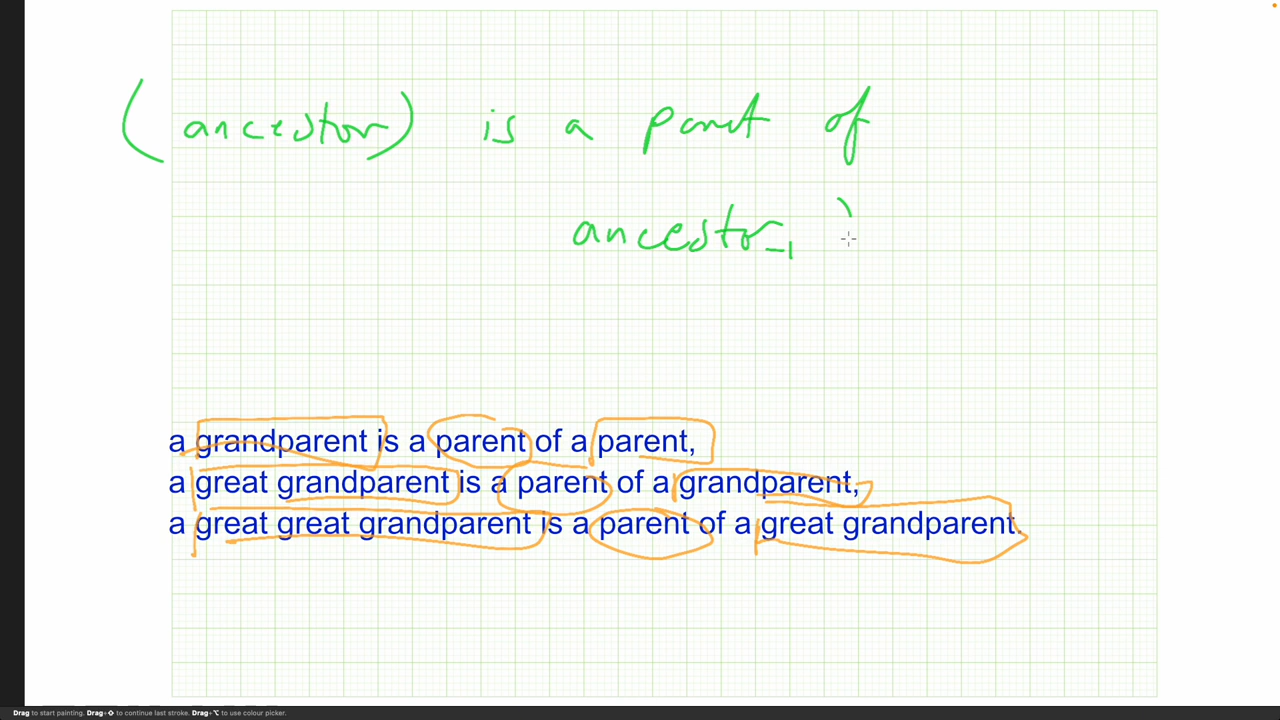 (ancestor) is a parent of
ancestor-1 )
a grandparent is a parent of a parent,
a great grandparent is a parent of a grandparent,
a great great grandparent is a parent of a great grandparent.
Drag to start painting. Drag+⇧ to continue last stroke. Drag+⌥ to use colour picker.